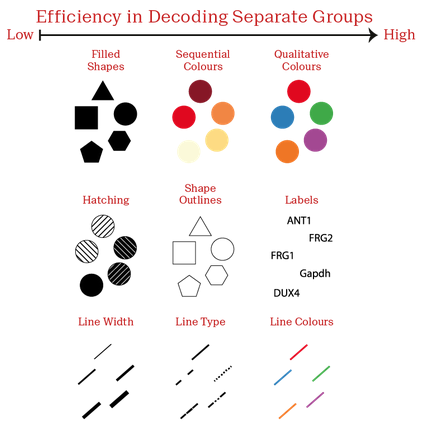 Efficiency in Decoding Separate Groups
Low High
Filled Shapes
Sequential Colours
Qualitative Colours
Hatching
Shape Outlines
Labels
ANT1
FRG2
FRG1
Gapdh
DUX4
Line Width
Line Type
Line Colours